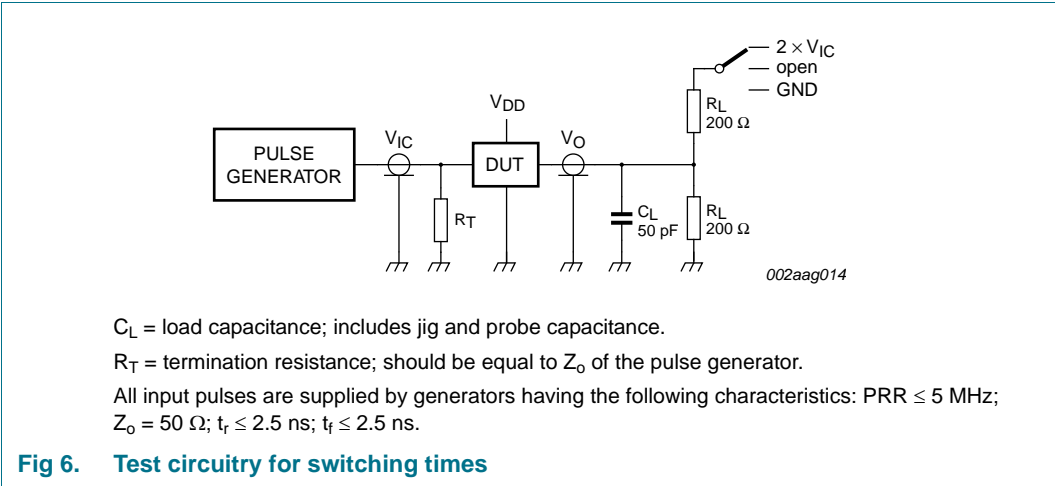 2 × VIC
open
GND
RL
200 Ω
VDD
VIC
VO
PULSE
GENERATOR
DUT
RT
CL
50 pF
RL
200 Ω
002aag014
CL = load capacitance; includes jig and probe capacitance.
RT = termination resistance; should be equal to Zo of the pulse generator.
All input pulses are supplied by generators having the following characteristics: PRR ≤ 5 MHz;
Zo = 50 Ω; tr ≤ 2.5 ns; tf ≤ 2.5 ns.
Fig 6. Test circuitry for switching times